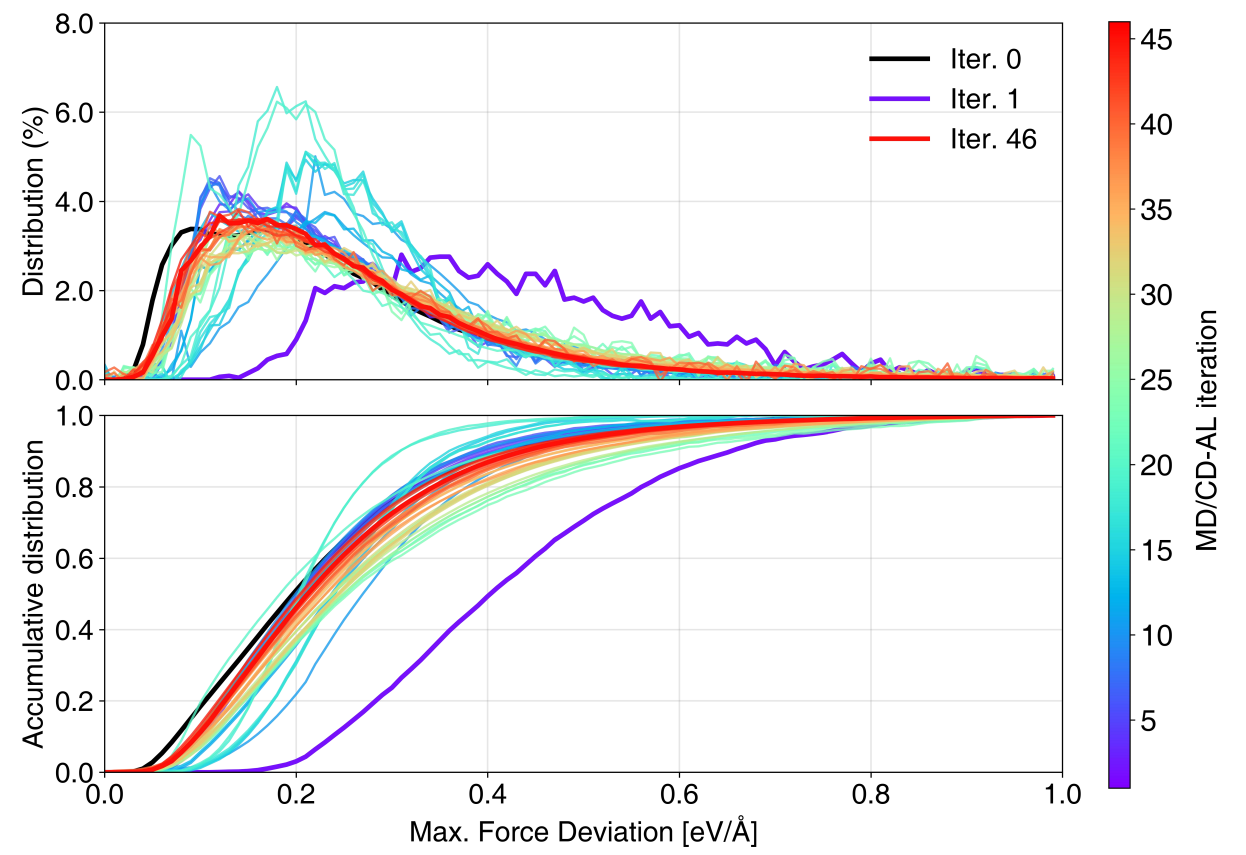 8.0
6.0
4.0
2.0
0.0
Distribution (%)
Iter. 0
Iter. 1
Iter. 46
1.0
0.8
0.6
0.4
0.2
0.0
Accumulative distribution
0.0 0.2 0.4 0.6 0.8 1.0
Max. Force Deviation [eV/Å]
45
40
35
30
25
20
15
10
5
MD/CD-AL iteration